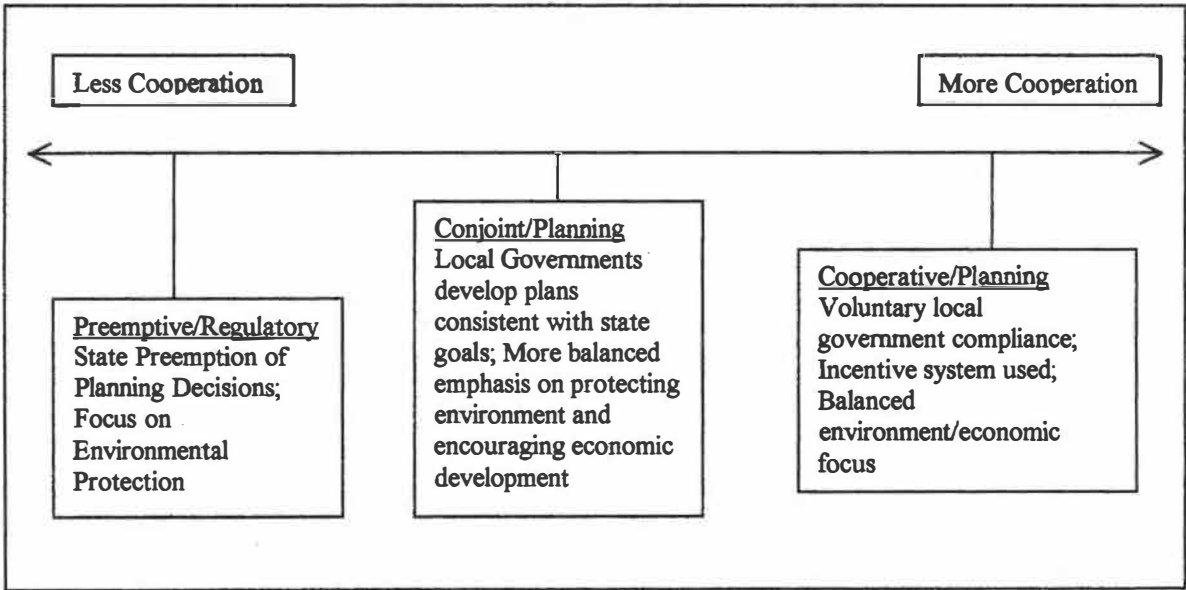 Less Cooperation
More Cooperation
Preemptive/Regulatory
State Preemption of
Planning Decisions;
Focus on
Environmental
Protection
Conjoint/Planning
Local Governments
develop plans
consistent with state
goals; More balanced
emphasis on protecting
environment and
encouraging economic
development
Cooperative/Planning
Voluntary local
government compliance;
Incentive system used;
Balanced
environment/economic
focus